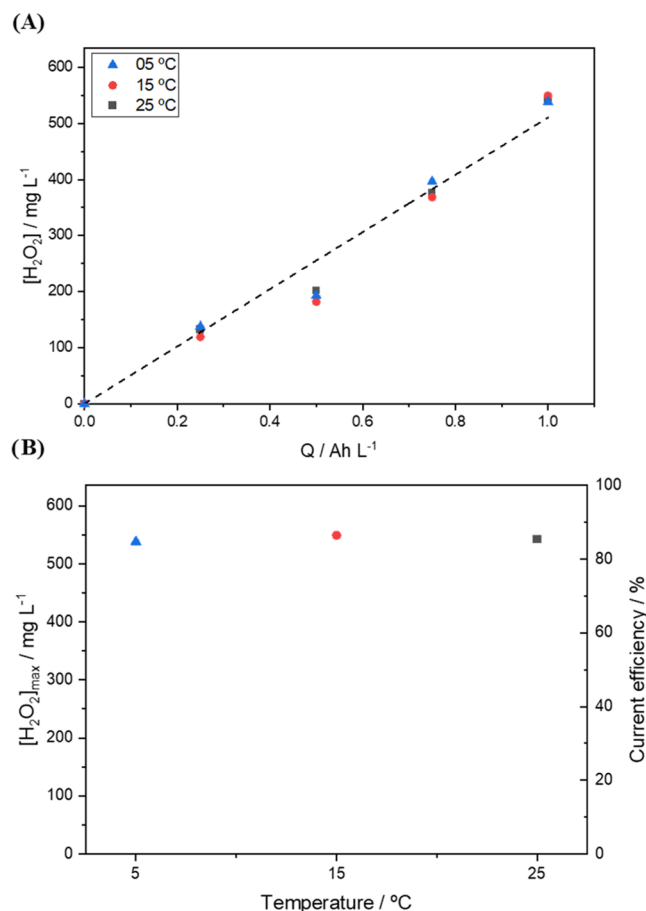 (A)
05 ºC
15 ºC
25 ºC
600
500
400
300
200
100
0
[H₂O₂] / mg L⁻¹
0.0 0.2 0.4 0.6 0.8 1.0
Q / Ah L⁻¹
(B)
600
500
400
300
200
100
0
[H₂O₂]max / mg L⁻¹
100
80
60
40
20
0
Current efficiency / %
5 15 25
Temperature / ºC